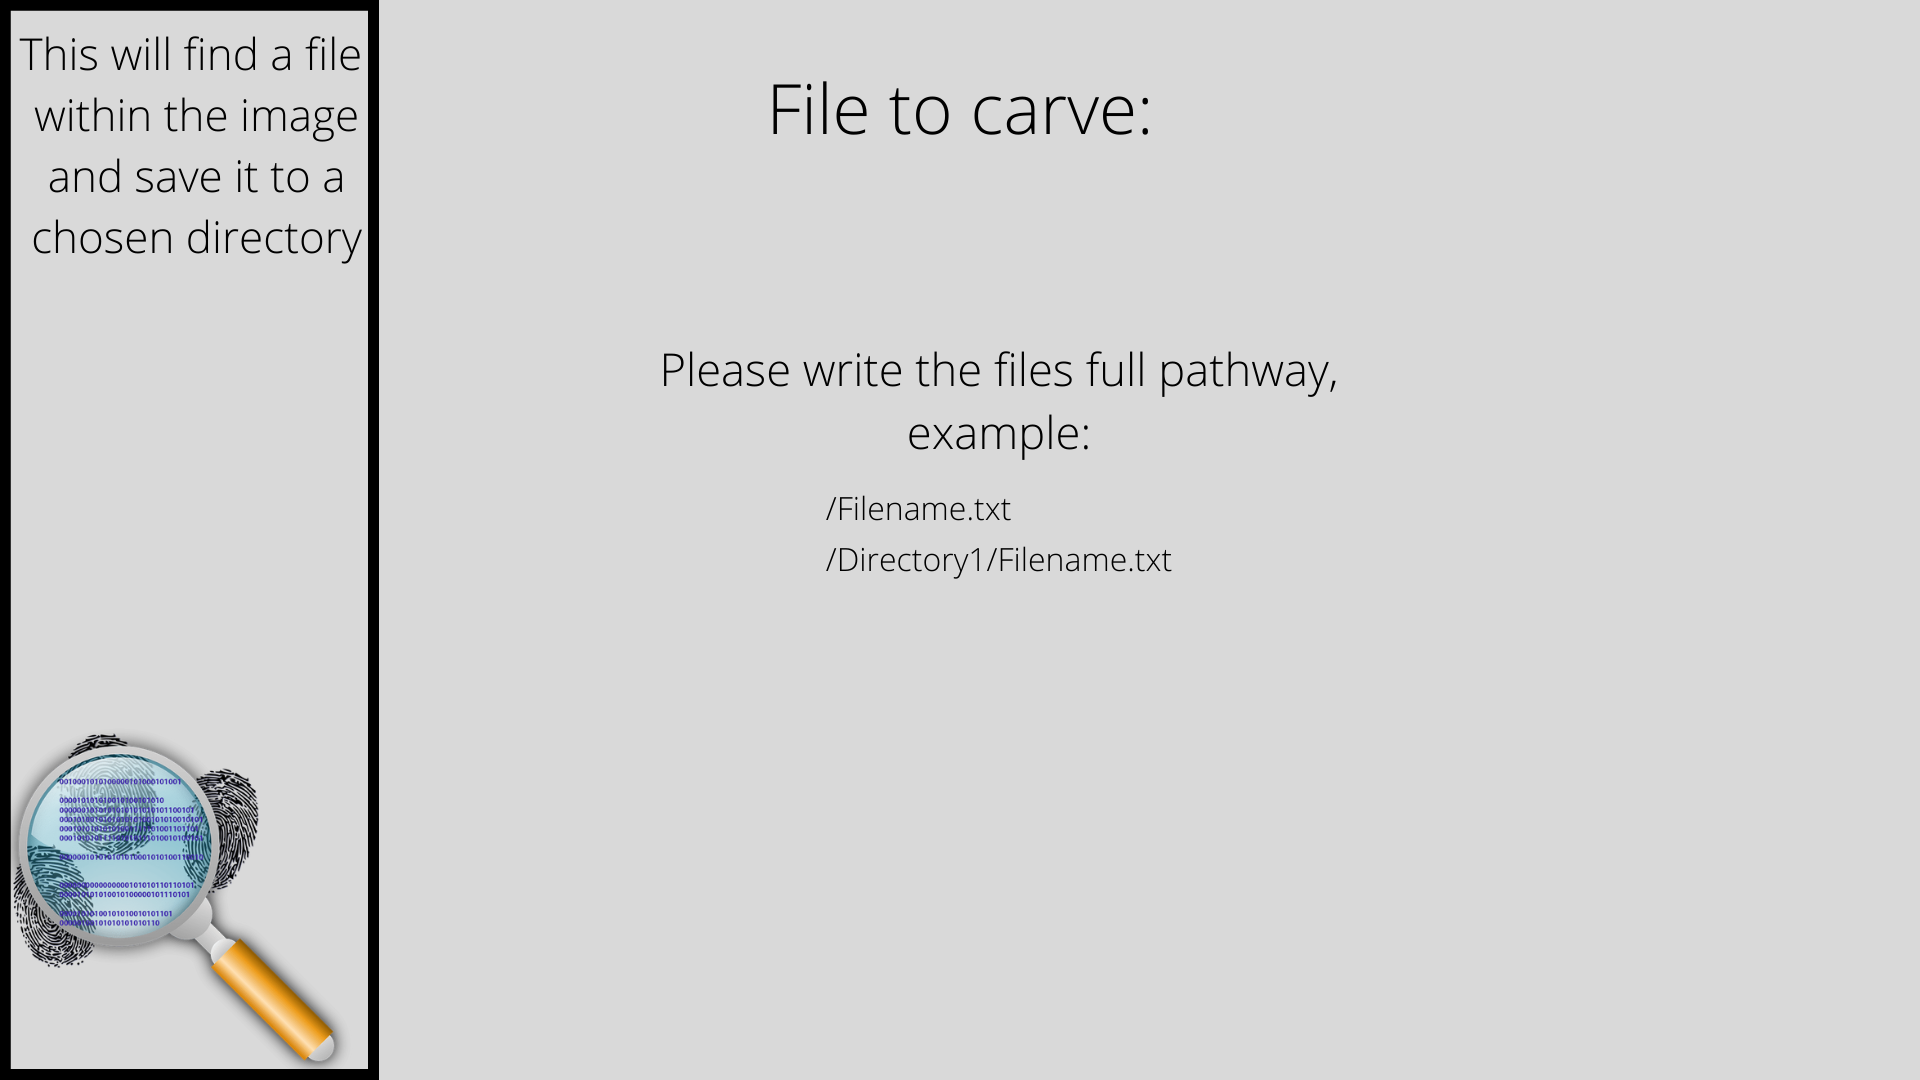 This will find a file
within the image
and save it to a
chosen directory
File to carve:
Please write the files full pathway,
example:
/Filename.txt
/Directory1/Filename.txt